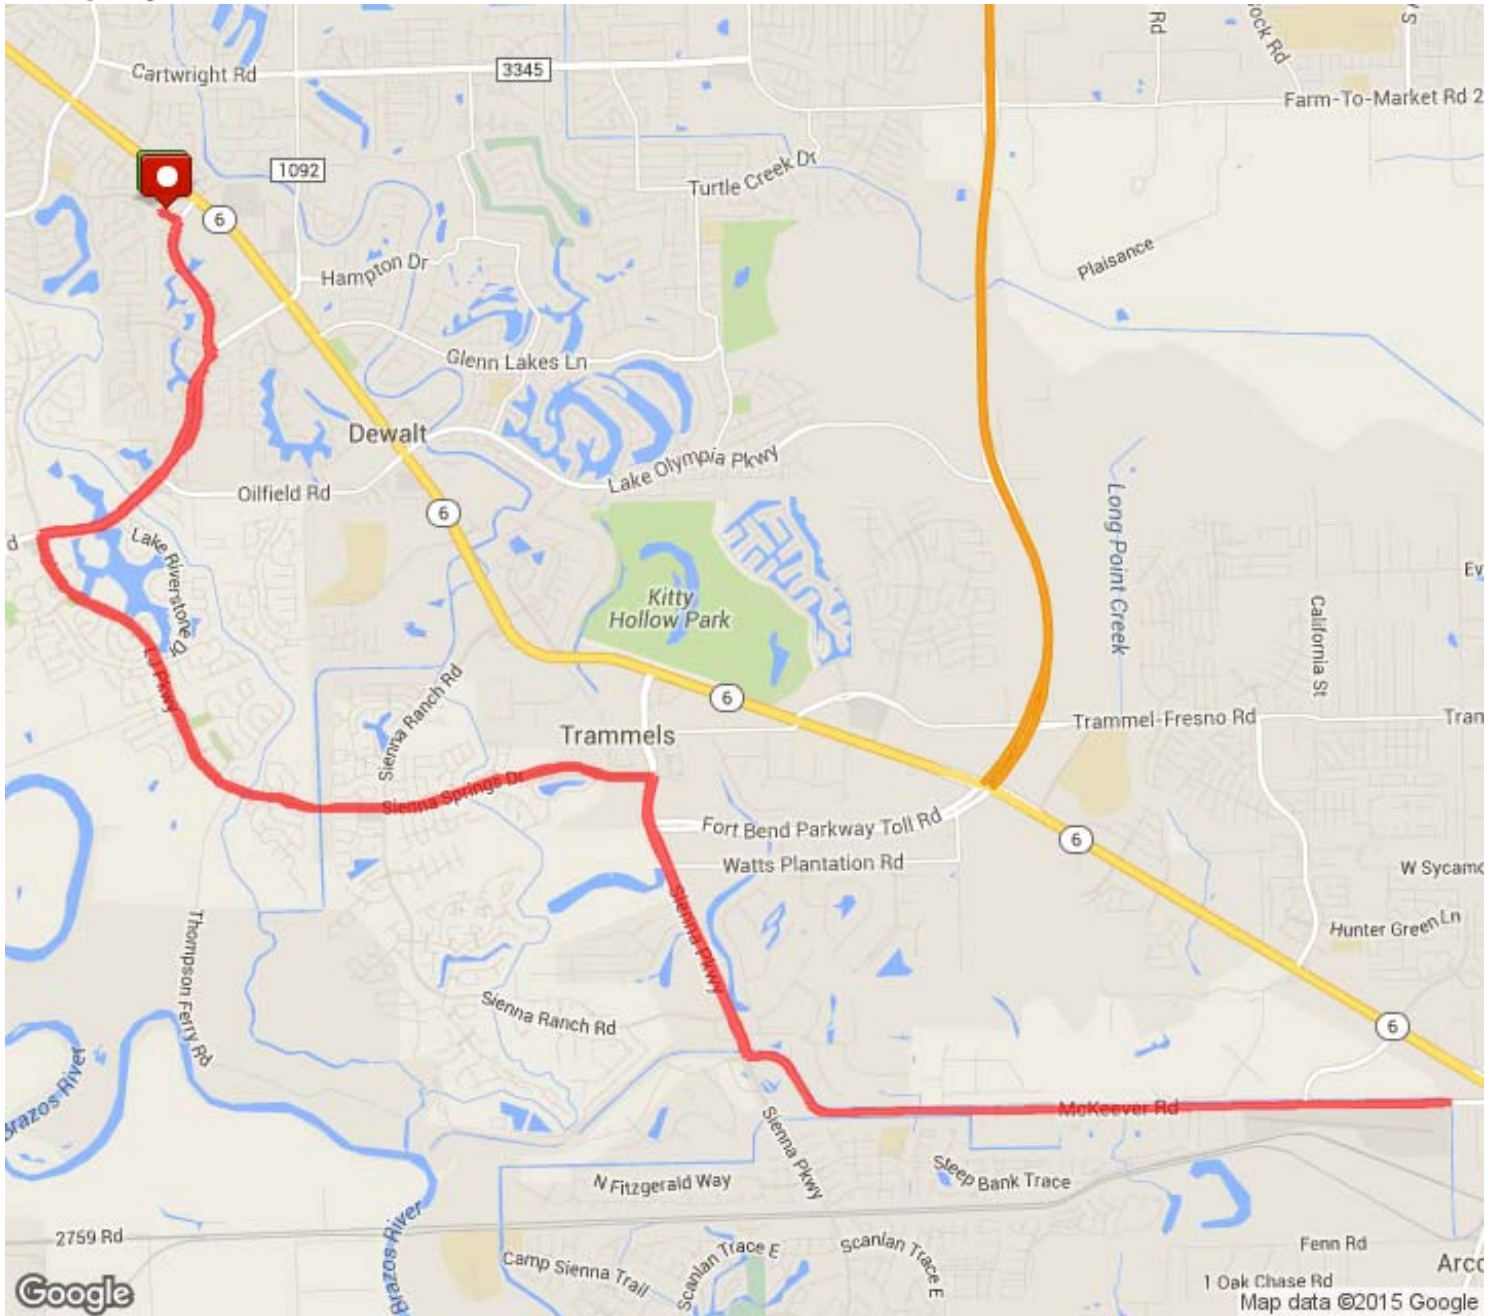 Cartwright Rd
3345
Rd
ock Rd
S
Farm-To-Market Rd 2
1092
Turtle Creek Dr
6
Hampton Dr
Plaisance
Glenn Lakes Ln
Dewalt
Lake Olympia Pkwy
Oilfield Rd
6
Long Point Creek
d
Lake Riverstone Dr
Ev
Kitty
Hollow Park
California St
LJ Pkwy
Sienna Ranch Rd
6
Trammel-Fresno Rd
Tran
Trammels
Sienna Springs Dr
Fort Bend Parkway Toll Rd
6
Watts Plantation Rd
W Sycamo
Sienna Pkwy
Hunter Green Ln
Thompson Ferry Rd
Sienna Ranch Rd
6
Brazos River
McKeever Rd
Sienna Pkwy
N Fitzgerald Way
Steep Bank Trace
2759 Rd
Brazos River
Camp Sienna Trail
Scanlan Trace E
Scanlan Trace E
Fenn Rd
Arco
1 Oak Chase Rd
Google
Map data ©2015 Google